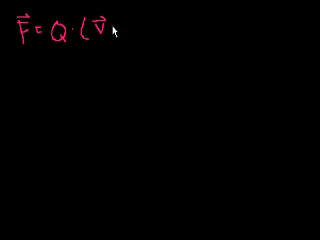 F⃗ = Q · (v⃗